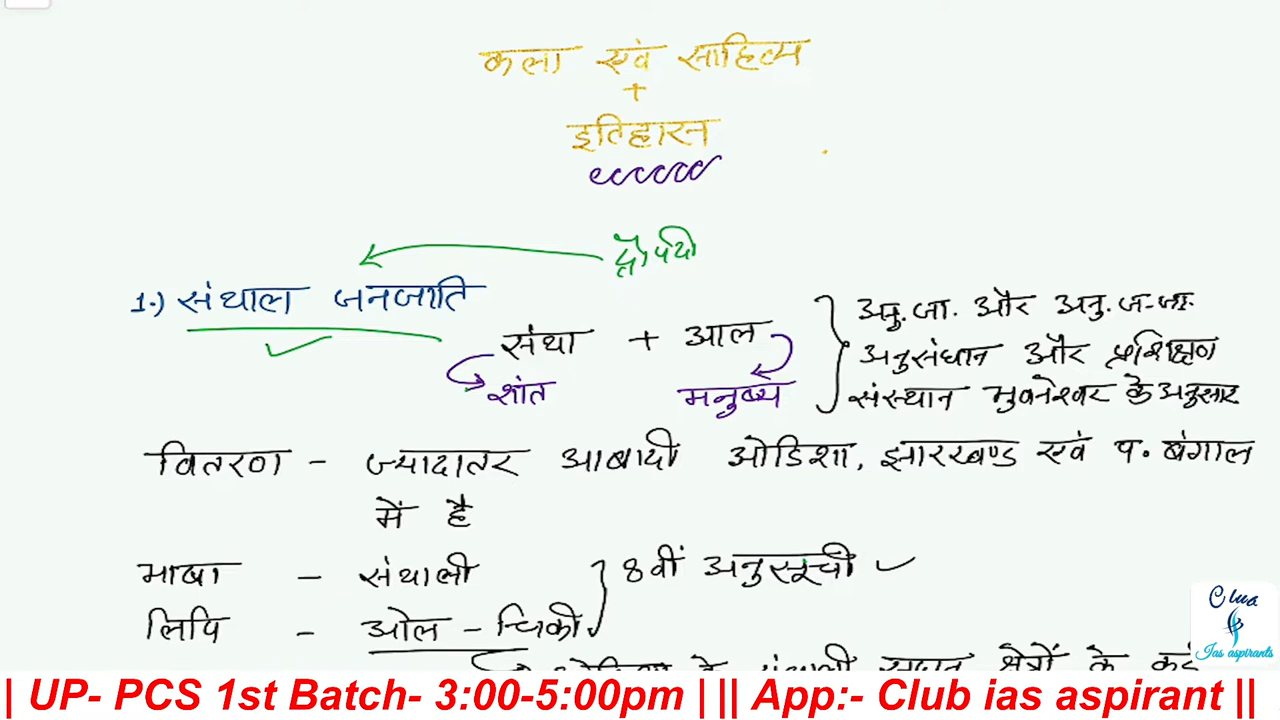 कला एवं साहित्य
+
इतिहास
द्रौपदी
1.) संथाल जनजाति
संथा + आल } अनु.जा. और अनु.ज.जा.
अनुसंधान और प्रशिक्षण
शांत मनुष्य संस्थान भुवनेश्वर के अनुसार
वितरण - ज्यादातर आबादी ओडिशा, झारखण्ड एवं प. बंगाल
में है
भाषा - संथाली } 8वीं अनुसूची
लिपि - ओल - चिकी
के संथाली क्षेत्रों के कई
Club
Ias aspirants
| UP- PCS 1st Batch- 3:00-5:00pm | || App:- Club ias aspirant ||